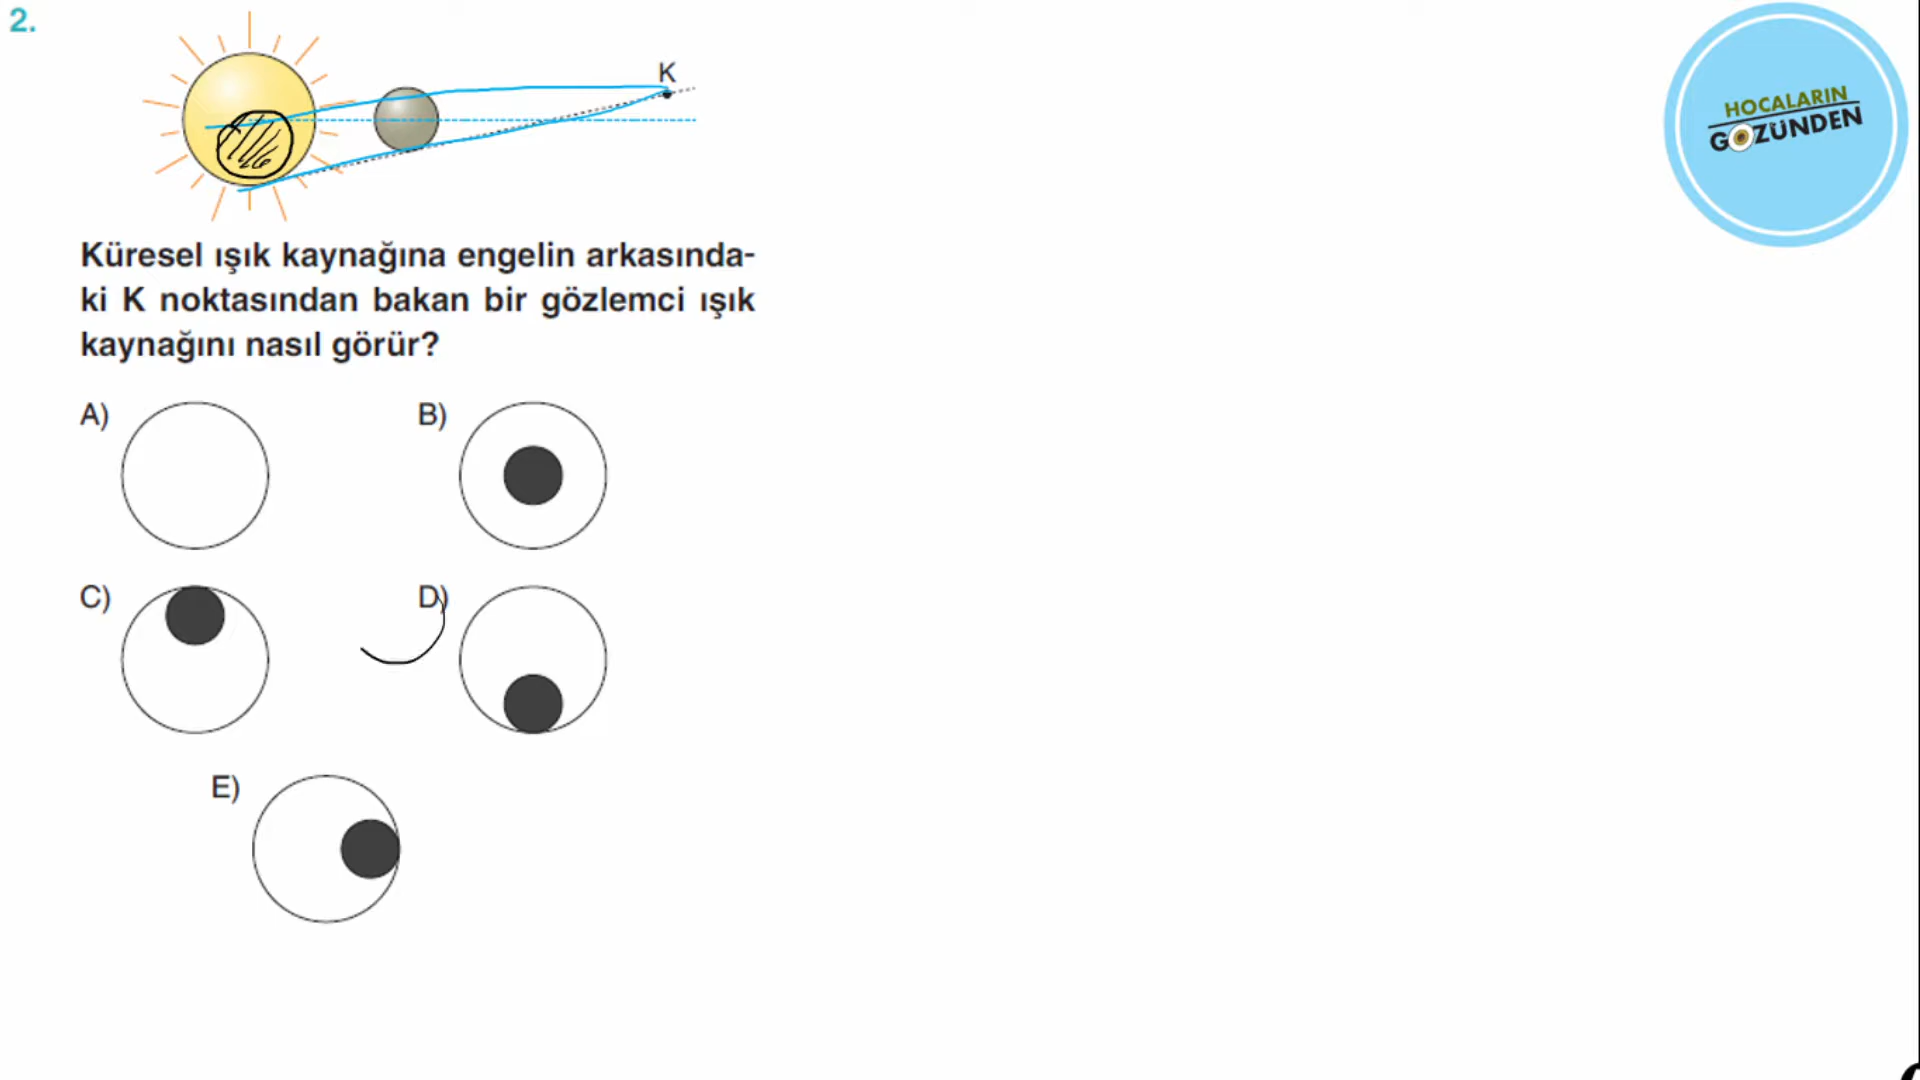 2.
K
HOCALARIN
GÖZÜNDEN
Küresel ışık kaynağına engelin arkasında-
ki K noktasından bakan bir gözlemci ışık
kaynağını nasıl görür?
A)
B)
C)
D)
E)